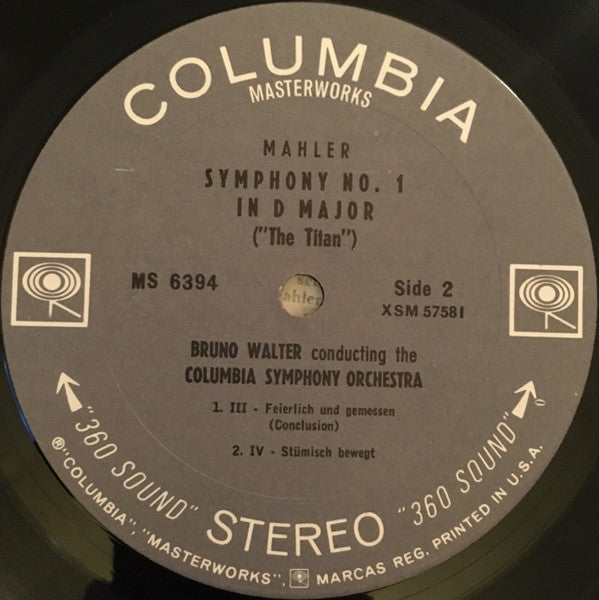 COLUMBIA
MASTERWORKS
MAHLER
SYMPHONY NO. 1
IN D MAJOR
("The Titan")
MS 6394
Side 2
XSM 57581
ahler
BRUNO WALTER conducting the
COLUMBIA SYMPHONY ORCHESTRA
1. III - Feierlich und gemessen
(Conclusion)
2. IV - Stümisch bewegt
"360 SOUND" STEREO "360 SOUND"
® "COLUMBIA", "MASTERWORKS", MARCAS REG. PRINTED IN U.S.A.